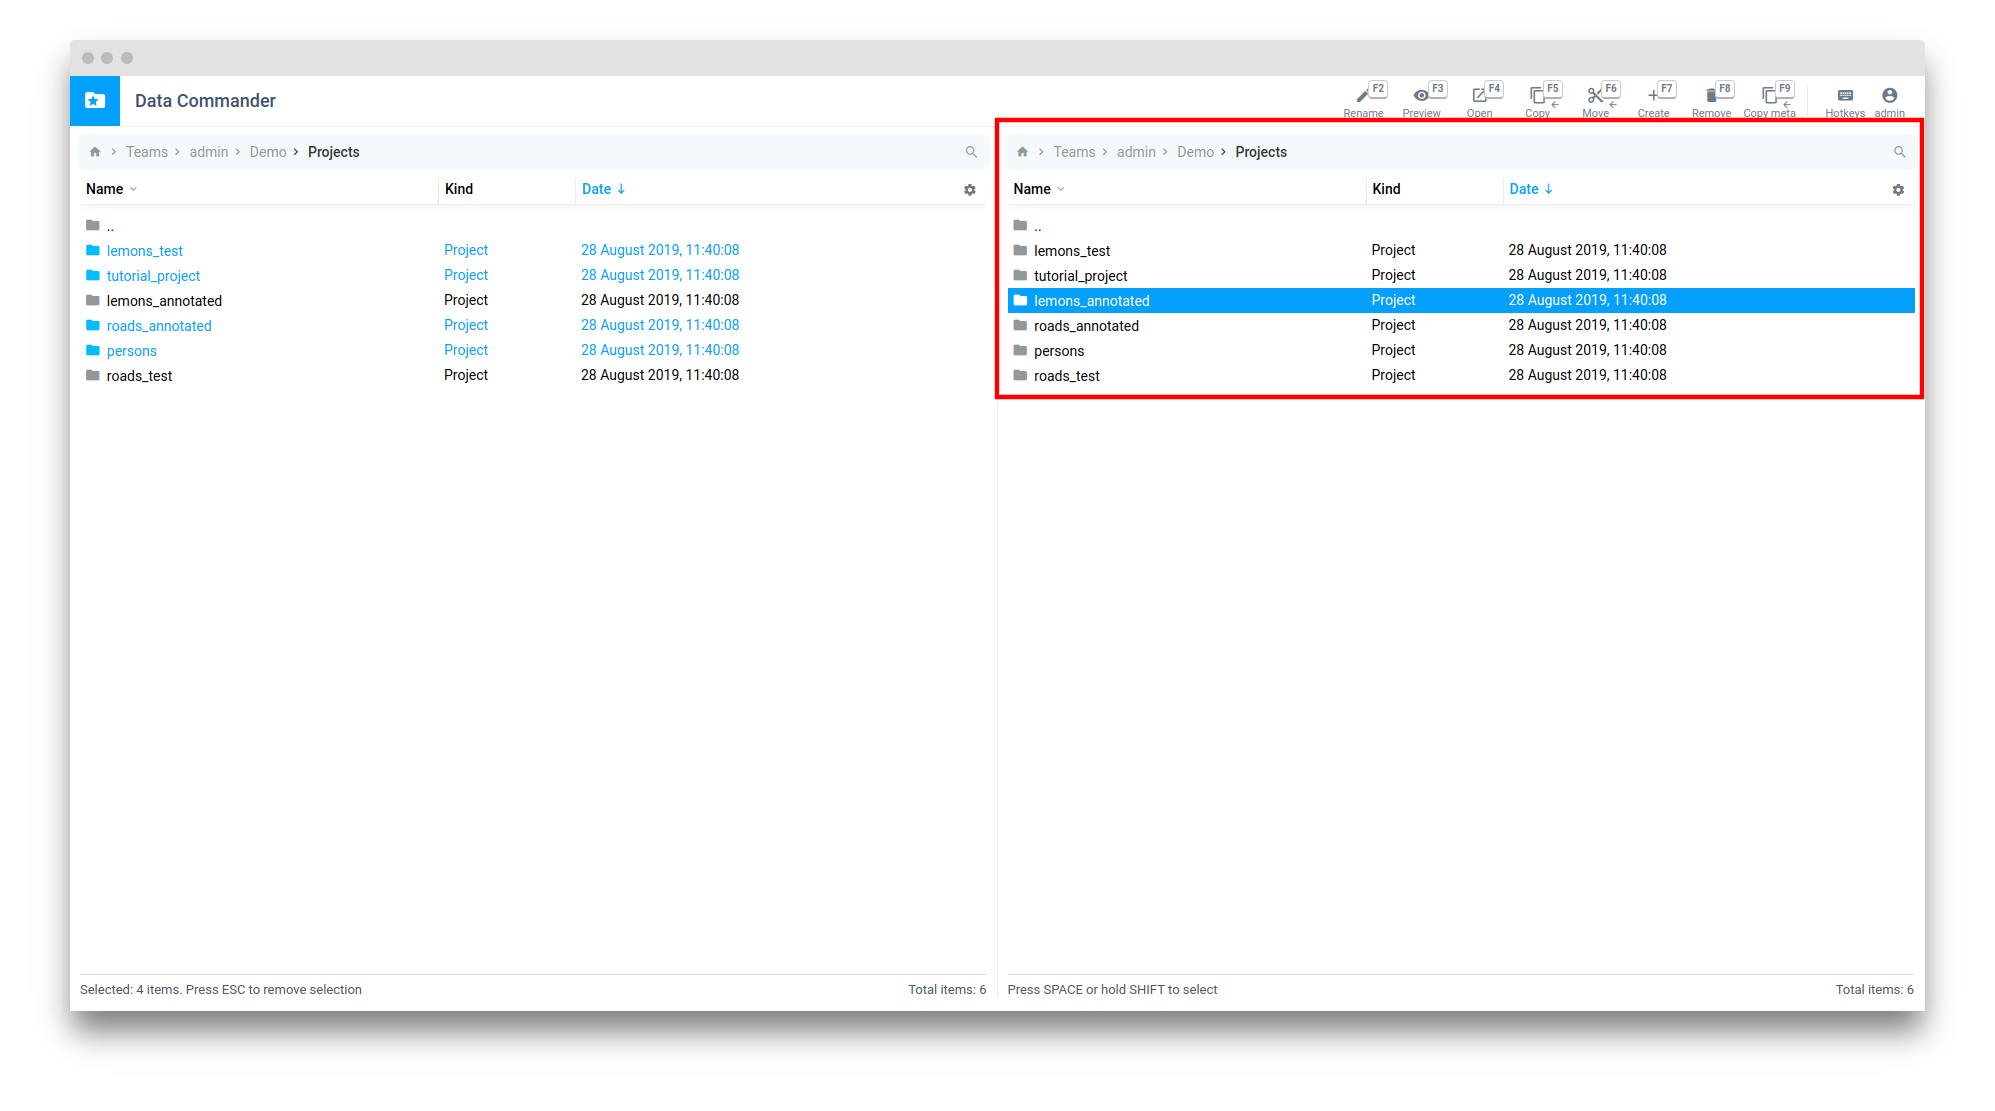 Data Commander
F2 F3 F4 F5 F6 F7 F8 F9
Rename Preview Open Copy Move Create Remove Copy meta Hotkeys admin
Teams > admin > Demo > Projects
Name Kind Date ↓
..
lemons_test Project 28 August 2019, 11:40:08
tutorial_project Project 28 August 2019, 11:40:08
lemons_annotated Project 28 August 2019, 11:40:08
roads_annotated Project 28 August 2019, 11:40:08
persons Project 28 August 2019, 11:40:08
roads_test Project 28 August 2019, 11:40:08
Selected: 4 items. Press ESC to remove selection Total items: 6
Teams > admin > Demo > Projects
Name Kind Date ↓
..
lemons_test Project 28 August 2019, 11:40:08
tutorial_project Project 28 August 2019, 11:40:08
lemons_annotated Project 28 August 2019, 11:40:08
roads_annotated Project 28 August 2019, 11:40:08
persons Project 28 August 2019, 11:40:08
roads_test Project 28 August 2019, 11:40:08
Press SPACE or hold SHIFT to select Total items: 6